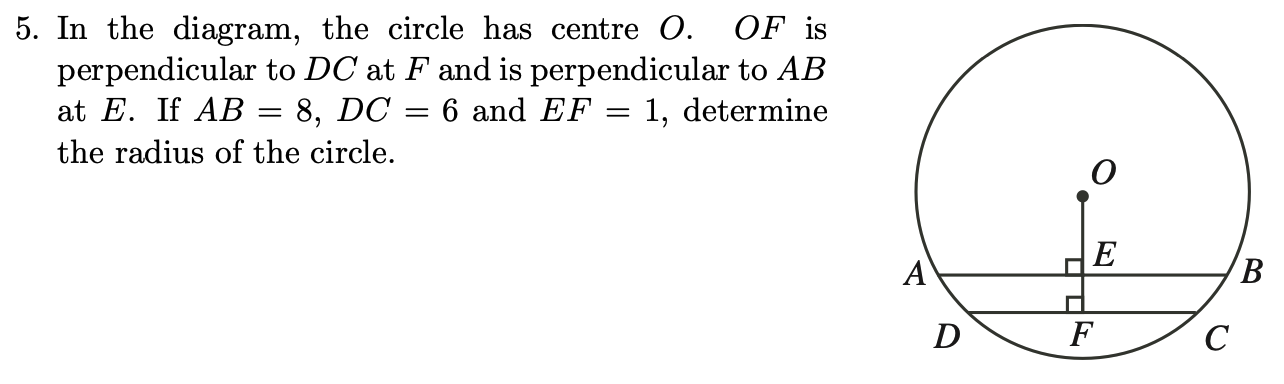 5. In the diagram, the circle has centre O. OF is
perpendicular to DC at F and is perpendicular to AB
at E. If AB = 8, DC = 6 and EF = 1, determine
the radius of the circle.
O
E
A
B
D
F
C